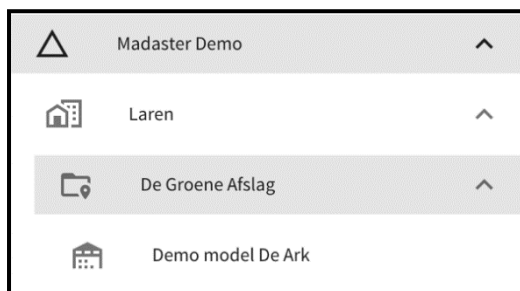 Madaster Demo
Laren
De Groene Afslag
Demo model De Ark